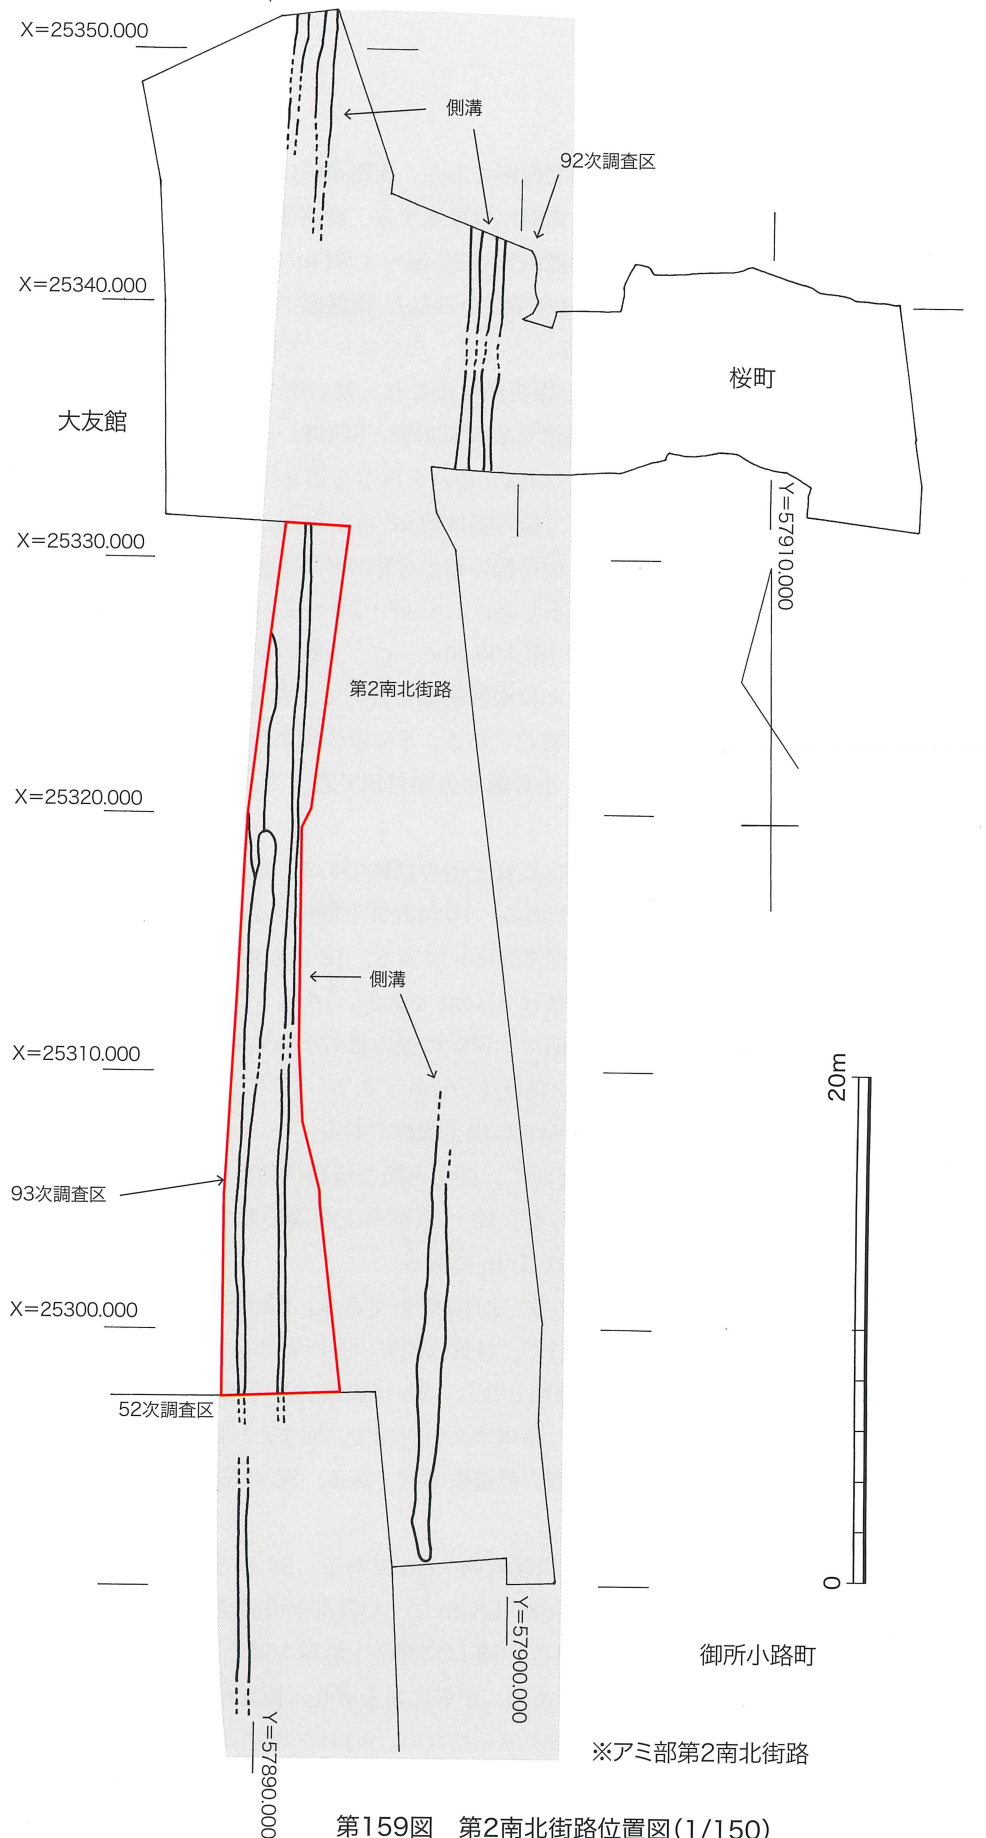 X=25350.000
側溝
92次調査区
X=25340.000
桜町
大友館
Y=57910.000
X=25330.000
第2南北街路
X=25320.000
側溝
X=25310.000
20m
93次調査区
X=25300.000
52次調査区
0
Y=57900.000
御所小路町
Y=57890.000
※アミ部第2南北街路
第159図 第2南北街路位置図(1/150)